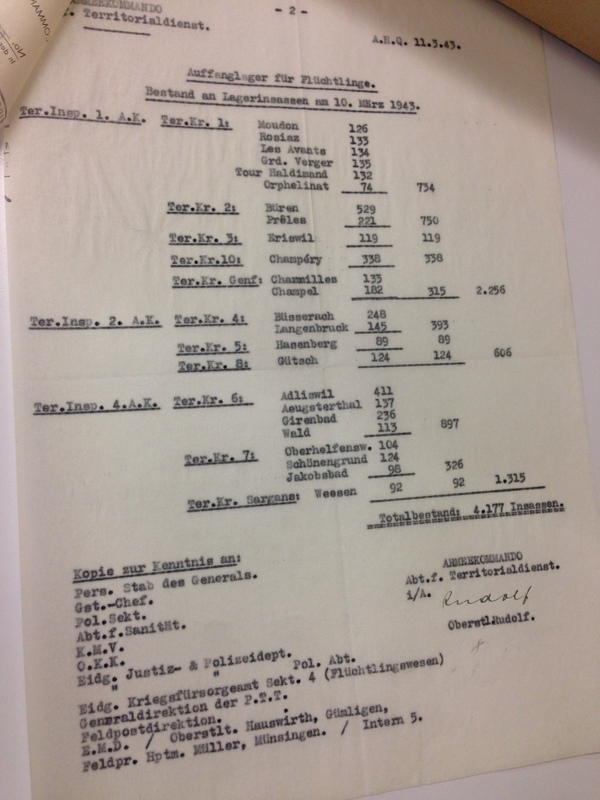 ARMEEKOMMANDO
- 2 -
f. Territorialdienst.
A.H.Q. 11.3.43.
Auffanglager für Flüchtlinge.
Bestand an Lagerinsassen am 10. März 1943.
Ter.Insp. 1. A.K. Ter.Kr. 1: Moudon 126
Rosiaz 133
Les Avants 134
Grd. Verger 135
Tour Haldimand 132
Orphelinat 74 734
Ter.Kr. 2: Büren 529
Prêles 221 750
Ter.Kr. 3: Eriswil 119 119
Ter.Kr.10: Champéry 338 338
Ter.Kr. Genf: Charmilles 133
Champel 182 315 2.256
Ter.Insp. 2. A.K. Ter.Kr. 4: Büsserach 248
Langenbruck 145 393
Ter.Kr. 5: Hasenberg 89 89
Ter.Kr. 8: Gütsch 124 124 606
Ter.Insp. 4.A.K. Ter.Kr. 6: Adliswil 411
Aeugsterthal 137
Girenbad 236
Wald 113 897
Ter.Kr. 7: Oberhelfensw. 104
Schönengrund 124
Jakobsbad 98 326
Ter.Kr. Sargans: Weesen 92 92 1.315
Totalbestand: 4.177 Insassen.
Kopie zur Kenntnis an:
Pers. Stab des Generals.
Gst.-Chef.
Pol.Sekt.
Abt.f.Sanität.
K.M.V.
O.K.K.
Eidg. Justiz- & Polizeidept.
" " Pol. Abt.
Eidg. Kriegsfürsorgeamt Sekt. 4 (Flüchtlingswesen)
Generaldirektion der P.T.T.
Feldpostdirektion.
E.M.D. / Oberstlt. Hauswirth, Gümligen,
Feldpr. Hptm. Müller, Münsingen. / Intern 5.
ARMEEKOMMANDO
Abt.f. Territorialdienst.
i/A. Rudolf
Oberstl.Rudolf.